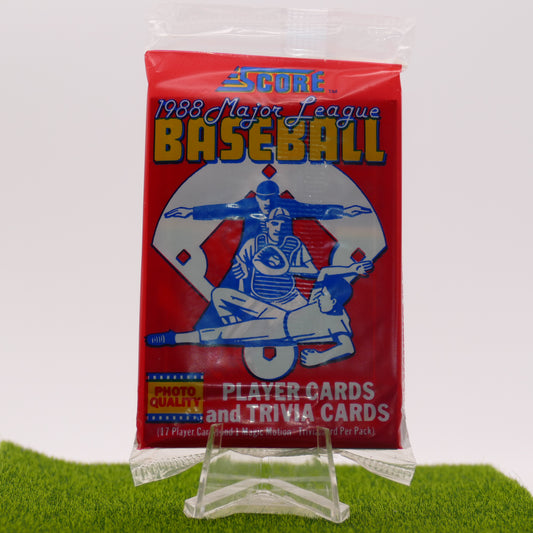 SCORE™
1988 Major League
BASEBALL
PHOTO
QUALITY
PLAYER CARDS
and TRIVIA CARDS
(17 Player Cards and 1 Magic Motion Trivia Card Per Pack)